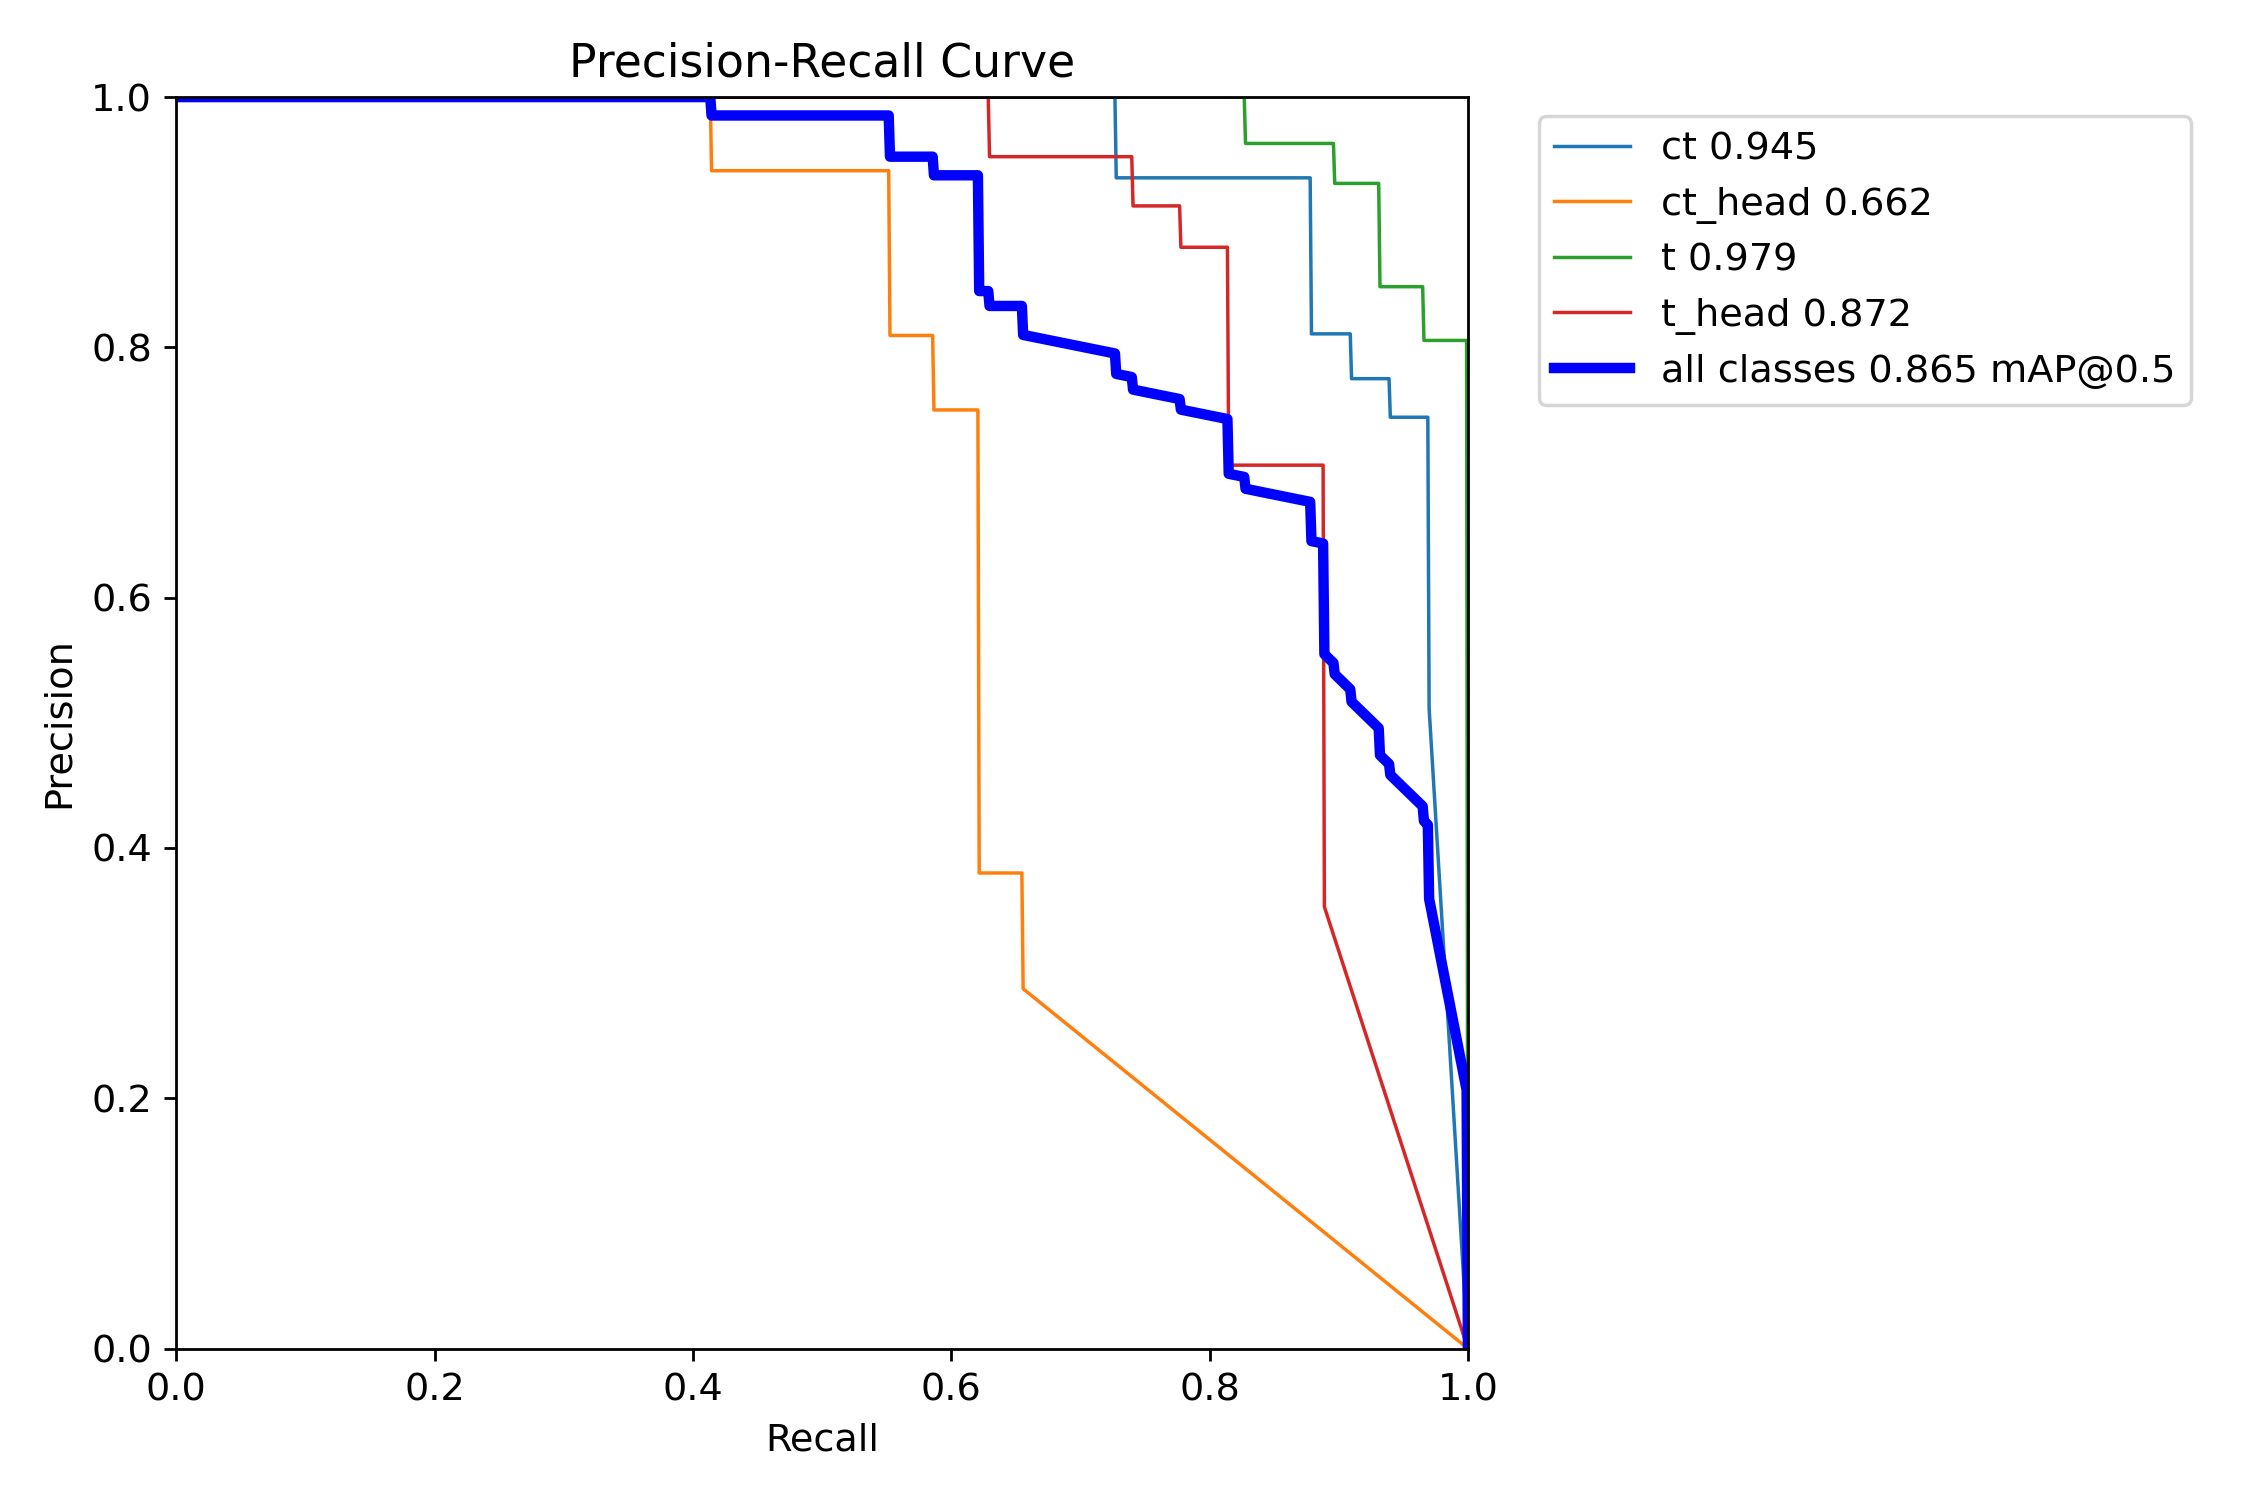 Precision-Recall Curve
1.0
0.8
0.6
0.4
0.2
0.0
Precision
0.0 0.2 0.4 0.6 0.8 1.0
Recall
ct 0.945
ct_head 0.662
t 0.979
t_head 0.872
all classes 0.865 mAP@0.5